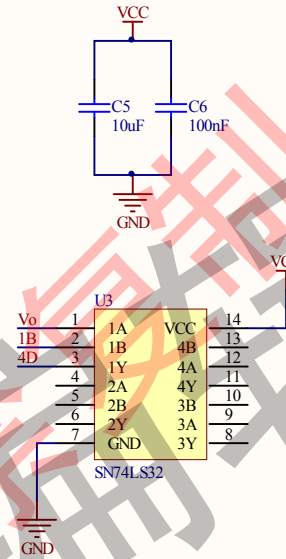 VCC
C5
10uF
C6
100nF
GND
VC
U3
Vo 1 1A VCC 14
1B 2 1B 4B 13
4D 3 1Y 4A 12
4 2A 4Y 11
5 2B 3B 10
6 2Y 3A 9
7 GND 3Y 8
SN74LS32
GND
复制